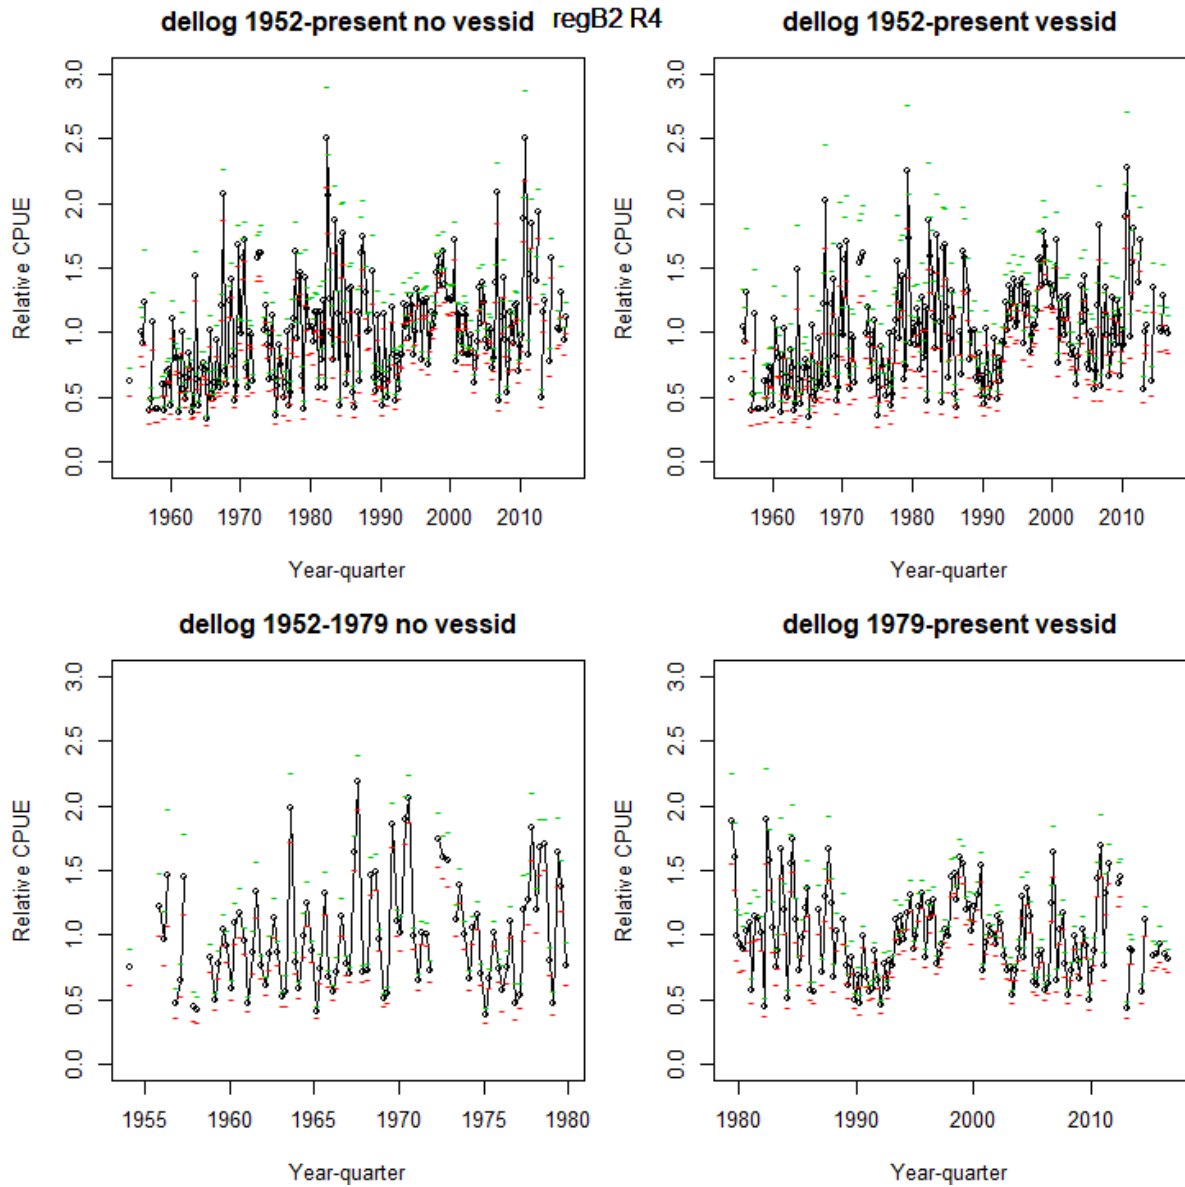 dellog 1952-present no vessid regB2 R4 dellog 1952-present vessid
3.0
2.5
2.0
1.5
1.0
0.5
0.0
Relative CPUE
1960 1970 1980 1990 2000 2010
Year-quarter
3.0
2.5
2.0
1.5
1.0
0.5
0.0
Relative CPUE
1960 1970 1980 1990 2000 2010
Year-quarter
dellog 1952-1979 no vessid
3.0
2.5
2.0
1.5
1.0
0.5
0.0
Relative CPUE
1955 1960 1965 1970 1975 1980
Year-quarter
dellog 1979-present vessid
3.0
2.5
2.0
1.5
1.0
0.5
0.0
Relative CPUE
1980 1990 2000 2010
Year-quarter